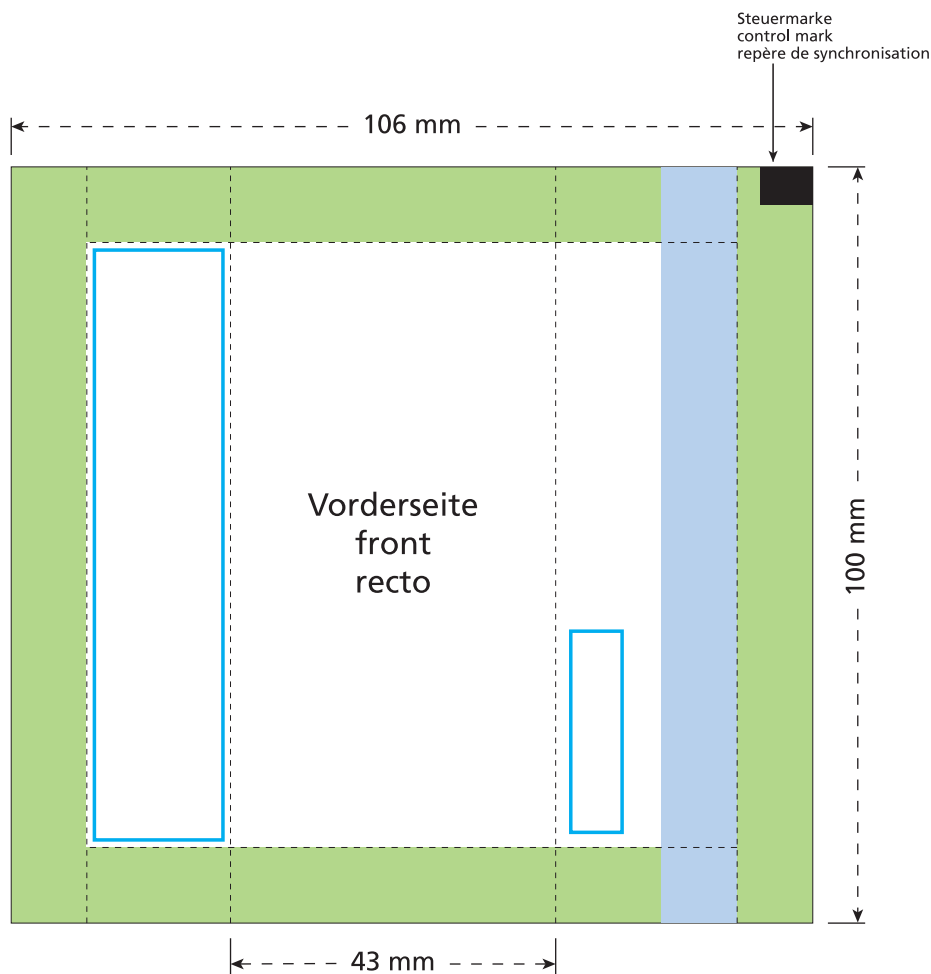 Steuermarke
control mark
repère de synchronisation
106 mm
Vorderseite
front
recto
100 mm
43 mm